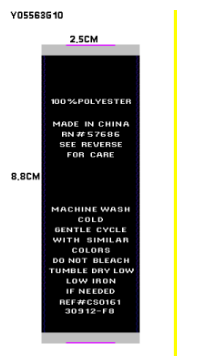 Y05563G10
2.5CM
100%POLYESTER
MADE IN CHINA
RN#57686
SEE REVERSE
FOR CARE
8.8CM
MACHINE WASH
COLD
GENTLE CYCLE
WITH SIMILAR
COLORS
DO NOT BLEACH
TUMBLE DRY LOW
LOW IRON
IF NEEDED
REF#CS0161
30912-F8